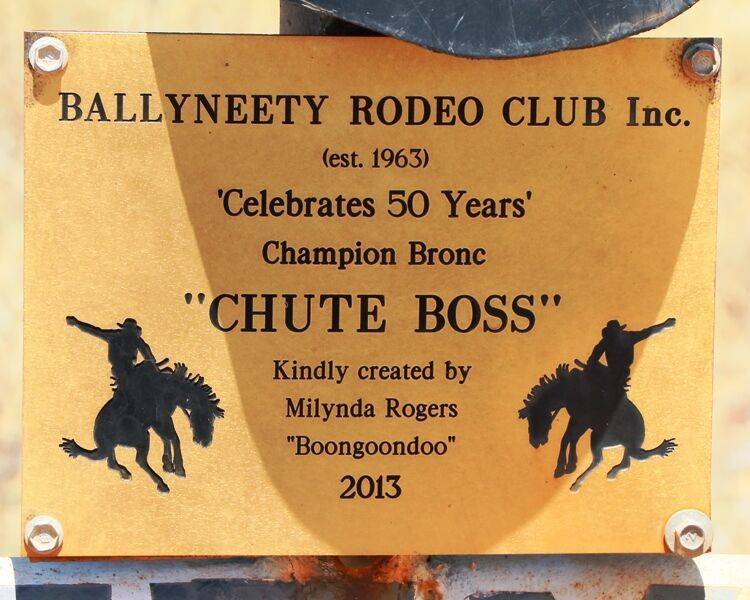 BALLYNEETY RODEO CLUB Inc.
(est. 1963)
'Celebrates 50 Years'
Champion Bronc
"CHUTE BOSS"
Kindly created by
Milynda Rogers
"Boongoondoo"
2013